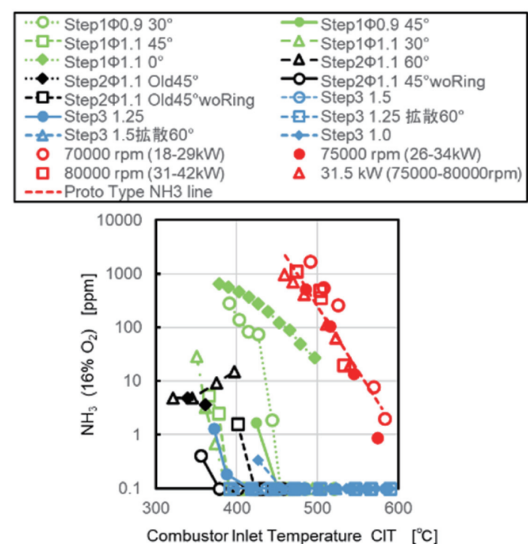 Step1Φ0.9 30° Step1Φ0.9 45°
Step1Φ1.1 45° Step1Φ1.1 30°
Step1Φ1.1 0° Step2Φ1.1 60°
Step2Φ1.1 Old45° Step2Φ1.1 45°woRing
Step2Φ1.1 Old45°woRing Step3 1.5
Step3 1.25 Step3 1.25 拡散60°
Step3 1.5拡散60° Step3 1.0
70000 rpm (18-29kW) 75000 rpm (26-34kW)
80000 rpm (31-42kW) 31.5 kW (75000-80000rpm)
Proto Type NH3 line
10000
1000
100
10
1
0.1
NH₃ (16% O₂) [ppm]
300 400 500 600
Combustor Inlet Temperature CIT [℃]